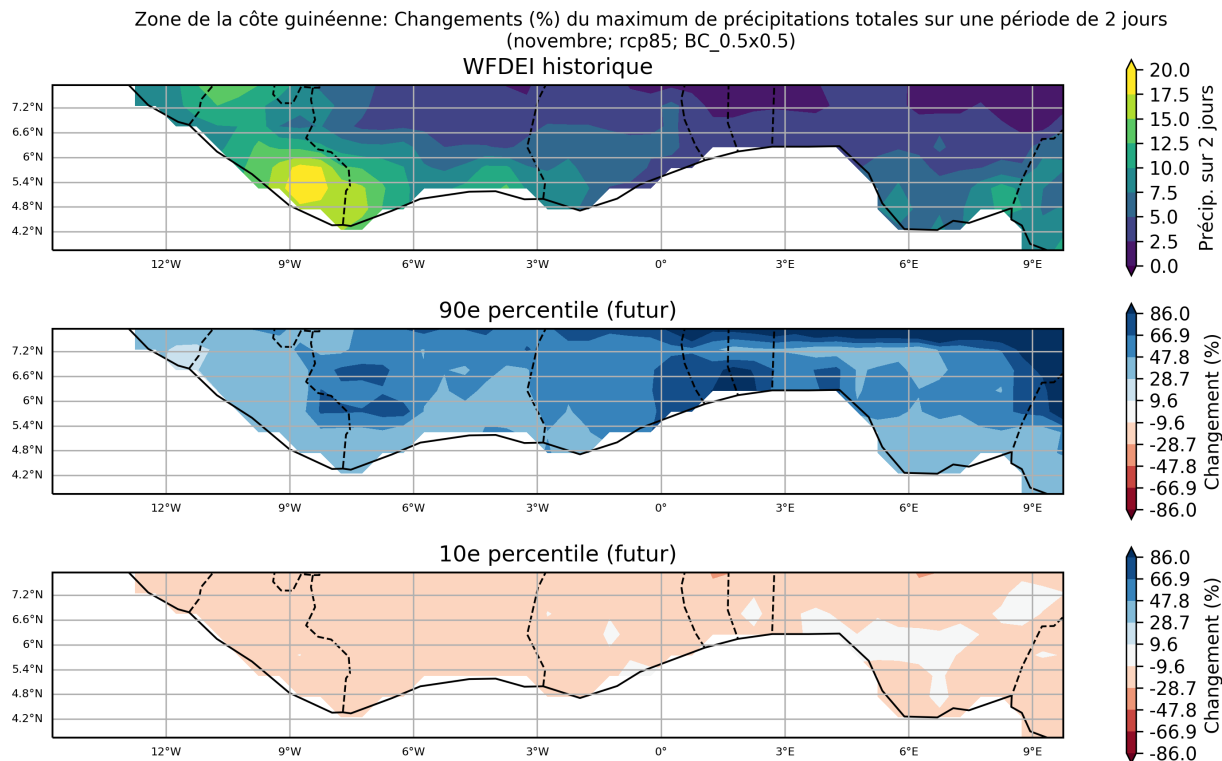 Zone de la côte guinéenne: Changements (%) du maximum de précipitations totales sur une période de 2 jours
(novembre; rcp85; BC_0.5x0.5)
WFDEI historique
7.2°N
6.6°N
6°N
5.4°N
4.8°N
4.2°N
12°W 9°W 6°W 3°W 0° 3°E 6°E 9°E
20.0
17.5
15.0
12.5
10.0
7.5
5.0
2.5
0.0
Précip. sur 2 jours
90e percentile (futur)
7.2°N
6.6°N
6°N
5.4°N
4.8°N
4.2°N
12°W 9°W 6°W 3°W 0° 3°E 6°E 9°E
86.0
66.9
47.8
28.7
9.6
-9.6
-28.7
-47.8
-66.9
-86.0
Changement (%)
10e percentile (futur)
7.2°N
6.6°N
6°N
5.4°N
4.8°N
4.2°N
12°W 9°W 6°W 3°W 0° 3°E 6°E 9°E
86.0
66.9
47.8
28.7
9.6
-9.6
-28.7
-47.8
-66.9
-86.0
Changement (%)